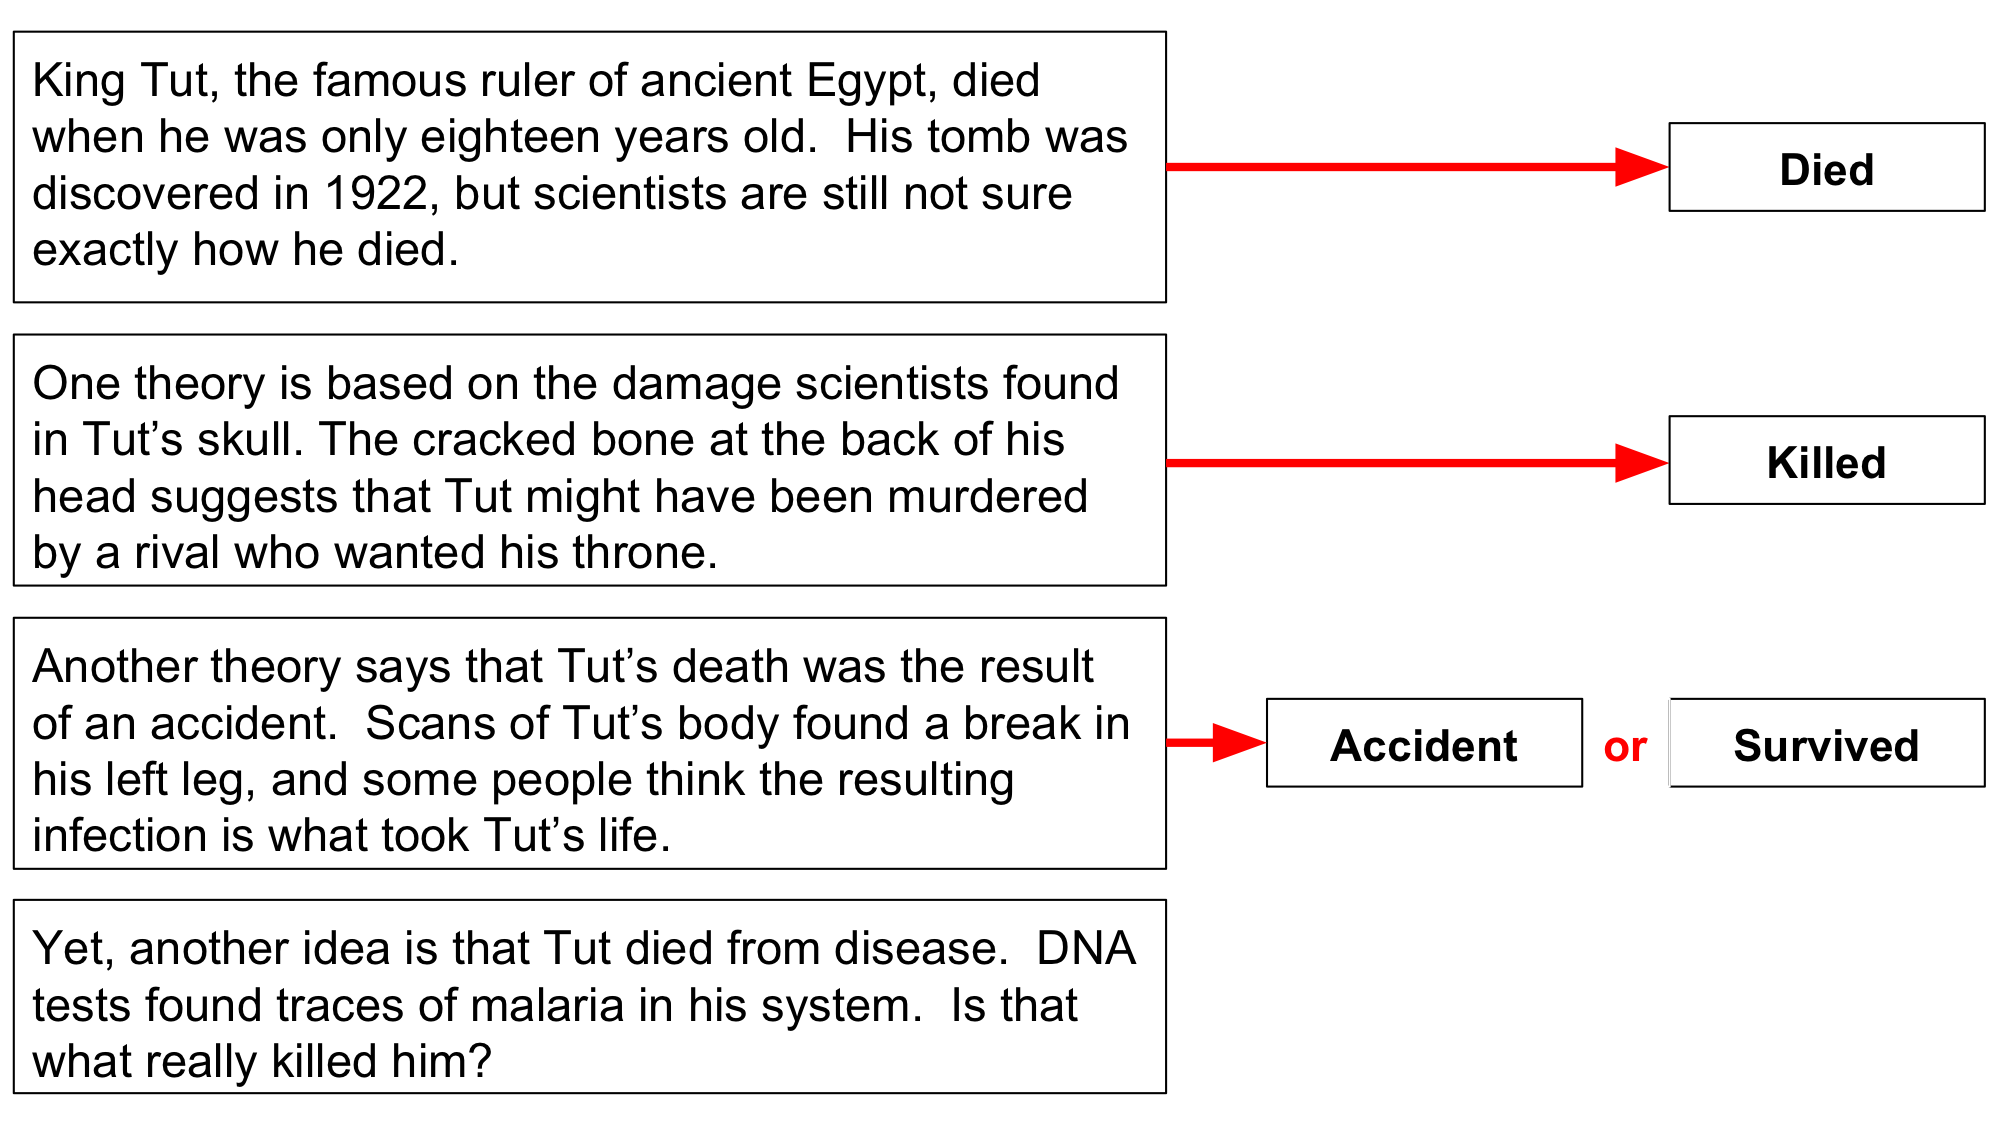 King Tut, the famous ruler of ancient Egypt, died
when he was only eighteen years old.  His tomb was
discovered in 1922, but scientists are still not sure
exactly how he died.
Died
One theory is based on the damage scientists found
in Tut’s skull. The cracked bone at the back of his
head suggests that Tut might have been murdered
by a rival who wanted his throne.
Killed
Another theory says that Tut’s death was the result
of an accident.  Scans of Tut’s body found a break in
his left leg, and some people think the resulting
infection is what took Tut’s life.
Accident or Survived
Yet, another idea is that Tut died from disease.  DNA
tests found traces of malaria in his system.  Is that
what really killed him?